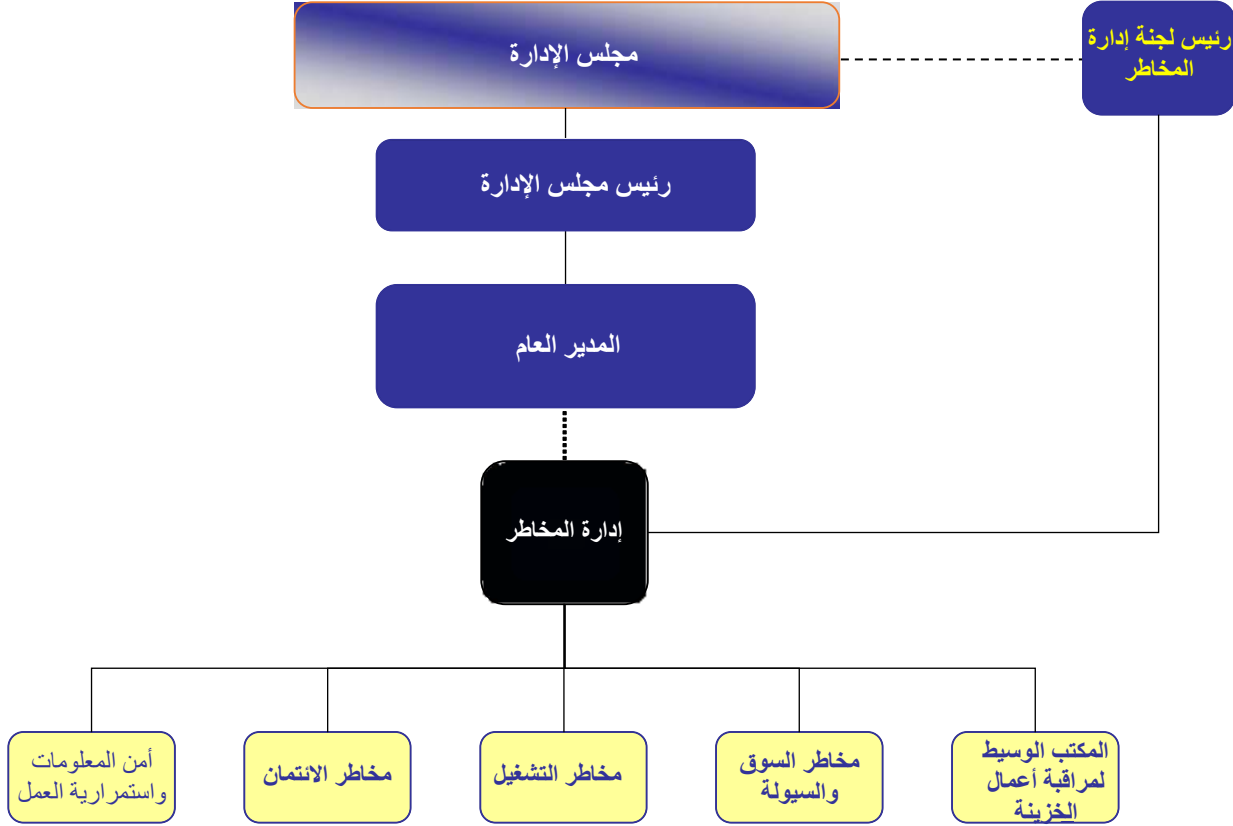 مجلس الإدارة
رئيس لجنة إدارة
المخاطر
رئيس مجلس الإدارة
المدير العام
إدارة المخاطر
المكتب الوسيط
لمراقبة أعمال
الخزينة
مخاطر السوق
والسيولة
مخاطر التشغيل
مخاطر الائتمان
أمن المعلومات
واستمرارية العمل